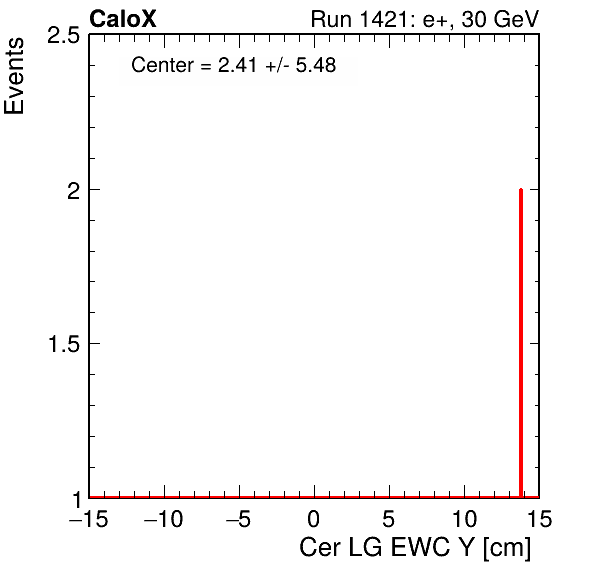 CaloX Run 1421: e+, 30 GeV
Events
Center = 2.41 +/- 5.48
2.5
2
1.5
1
−15 −10 −5 0 5 10 15
Cer LG EWC Y [cm]